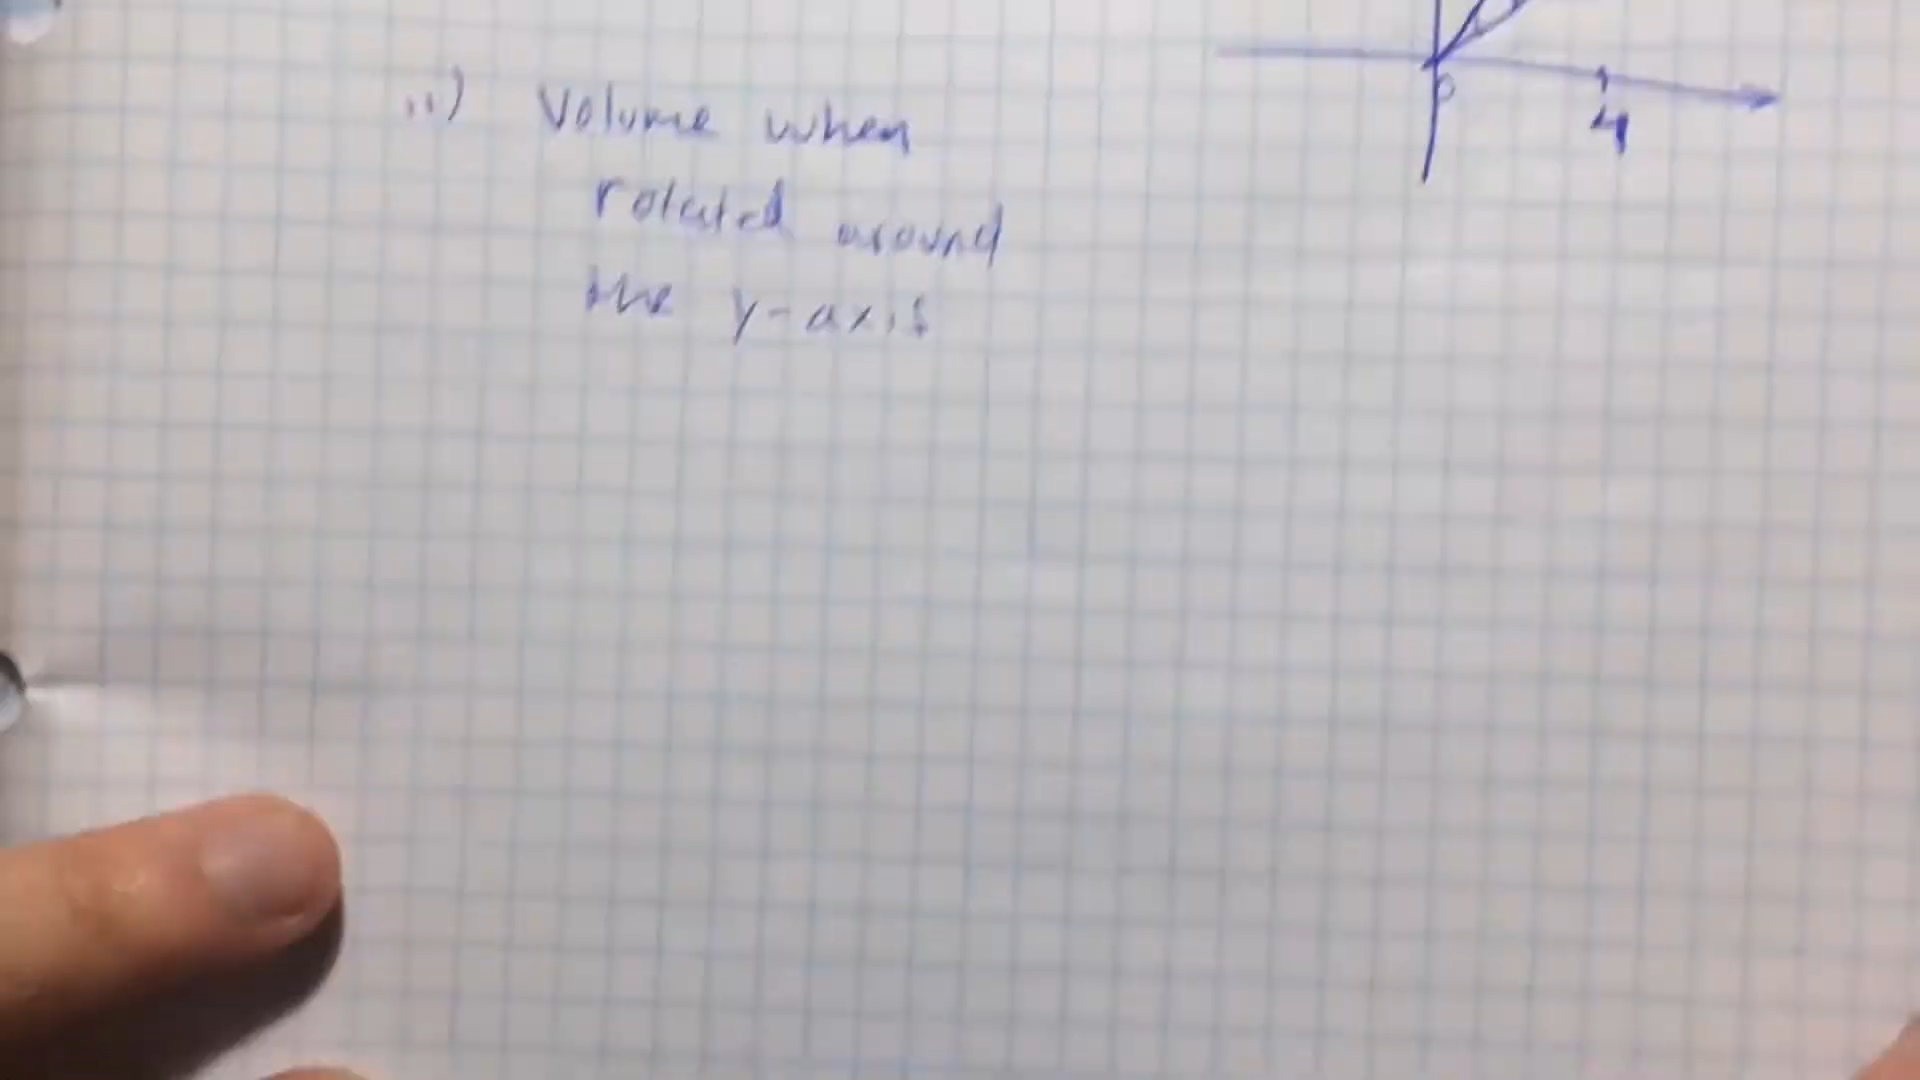 ii) Volume when
rotated around
the y-axis
0
4